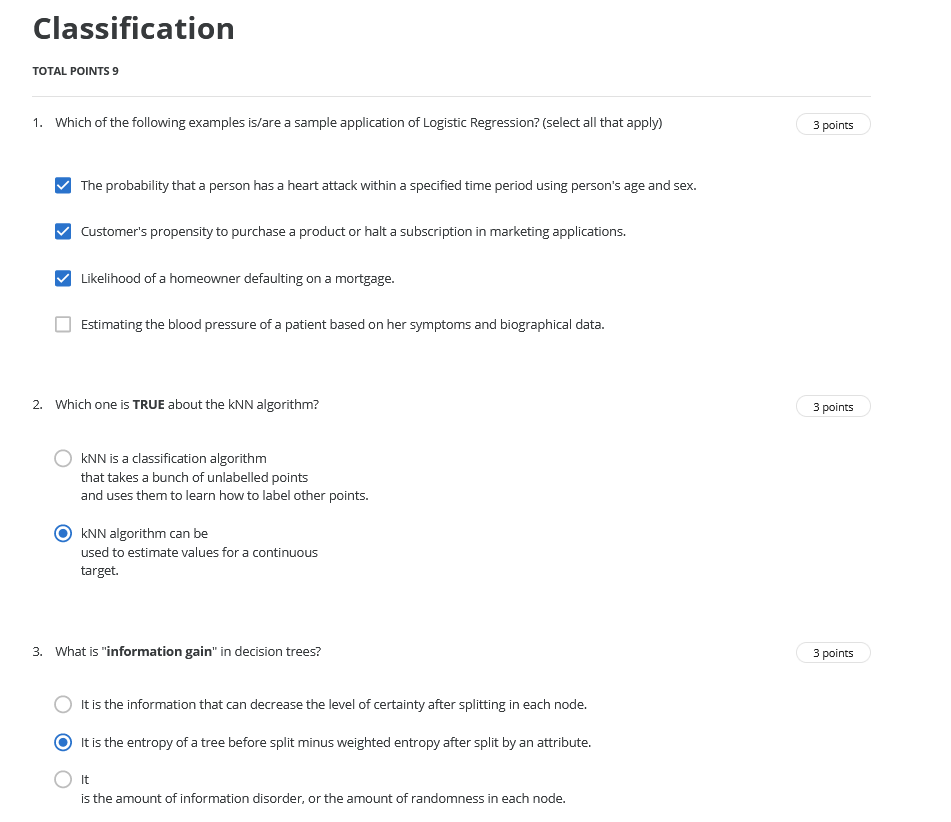 Classification
TOTAL POINTS 9
1. Which of the following examples is/are a sample application of Logistic Regression? (select all that apply)
3 points
The probability that a person has a heart attack within a specified time period using person's age and sex.
Customer's propensity to purchase a product or halt a subscription in marketing applications.
Likelihood of a homeowner defaulting on a mortgage.
Estimating the blood pressure of a patient based on her symptoms and biographical data.
2. Which one is TRUE about the kNN algorithm?
3 points
kNN is a classification algorithm
that takes a bunch of unlabelled points
and uses them to learn how to label other points.
kNN algorithm can be
used to estimate values for a continuous
target.
3. What is "information gain" in decision trees?
3 points
It is the information that can decrease the level of certainty after splitting in each node.
It is the entropy of a tree before split minus weighted entropy after split by an attribute.
It
is the amount of information disorder, or the amount of randomness in each node.